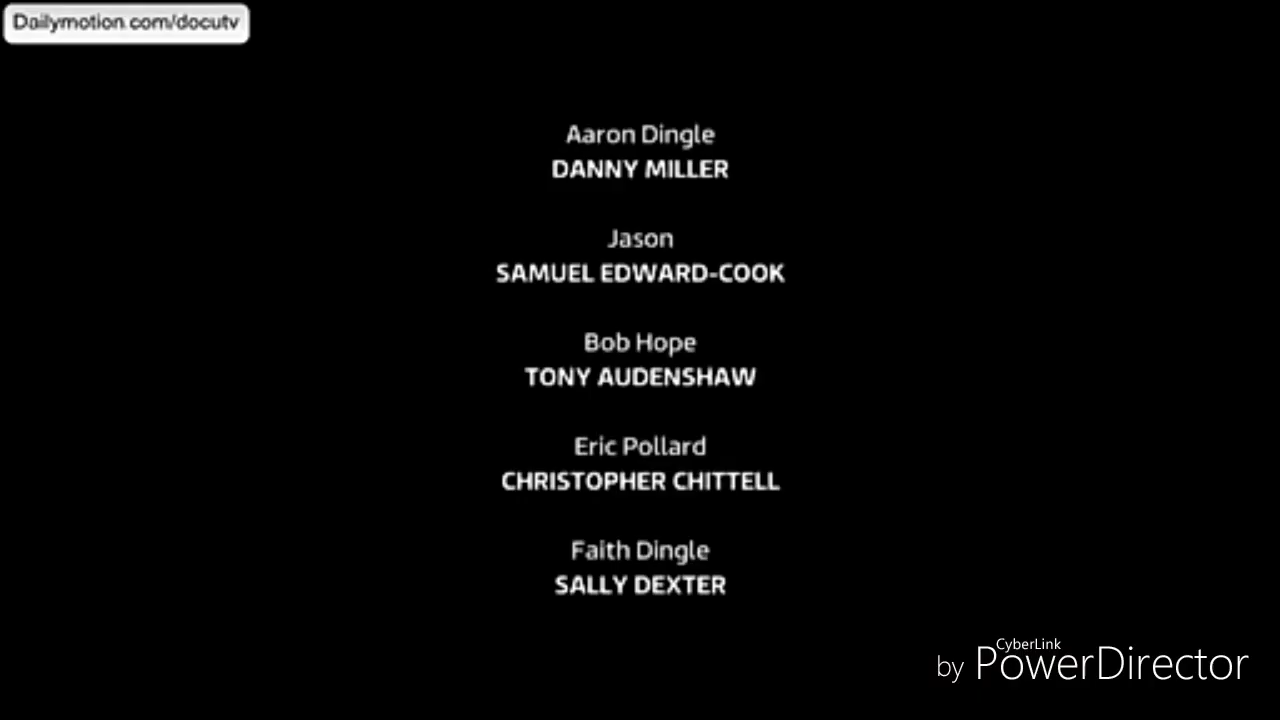 Dailymotion.com/docutv
Aaron Dingle
DANNY MILLER
Jason
SAMUEL EDWARD-COOK
Bob Hope
TONY AUDENSHAW
Eric Pollard
CHRISTOPHER CHITTELL
Faith Dingle
SALLY DEXTER
CyberLink
by PowerDirector